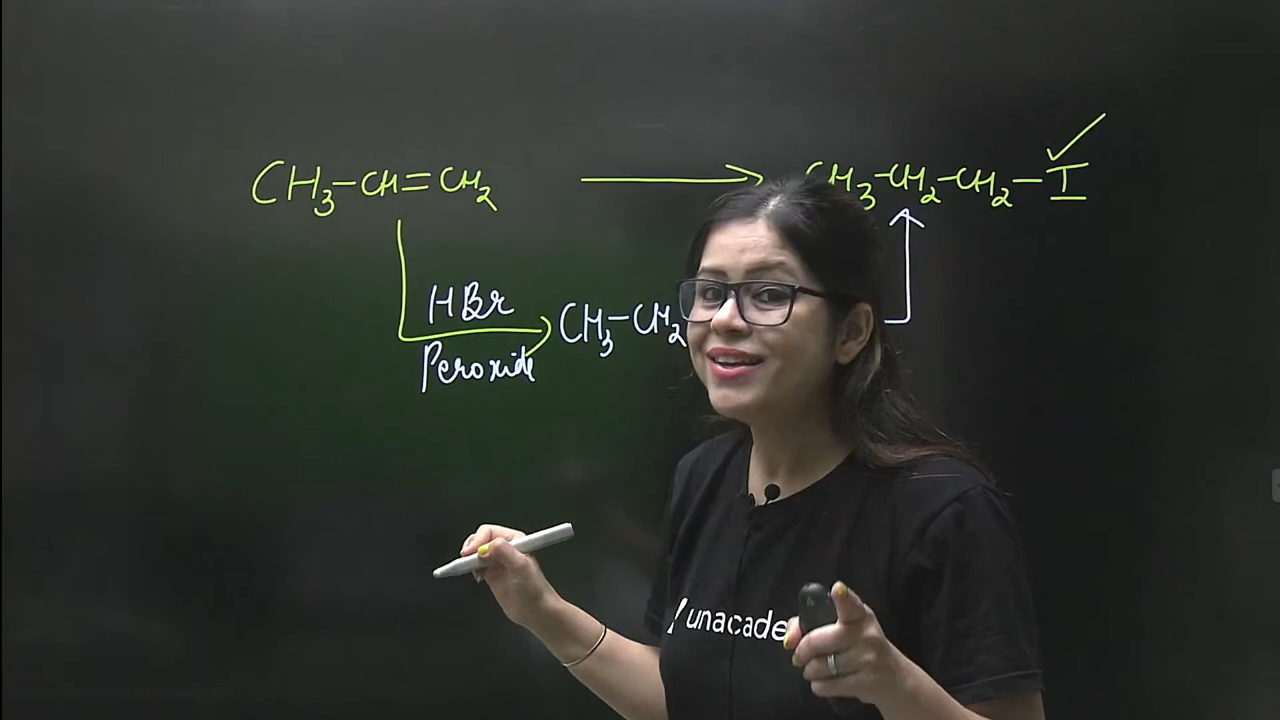 CH3-CH=CH2 → CH3-CH2-CH2-I
HBr
CH3-CH2
Peroxide
unacade